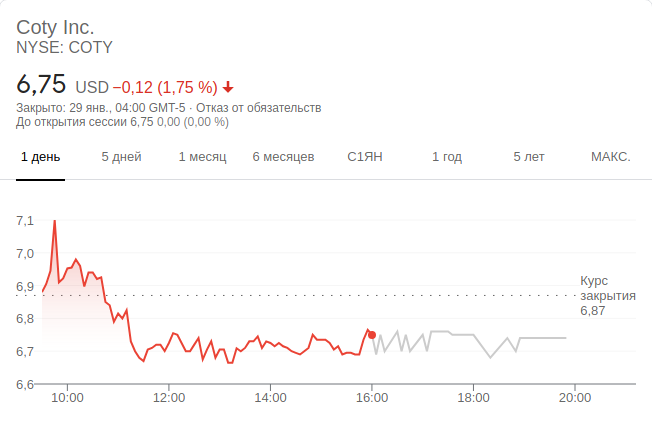 Coty Inc.
NYSE: COTY
6,75 USD −0,12 (1,75 %)
Закрыто: 29 янв., 04:00 GMT-5 · Отказ от обязательств
До открытия сессии 6,75 0,00 (0,00 %)
1 день 5 дней 1 месяц 6 месяцев С1ЯН 1 год 5 лет МАКС.
7,1
7,0
6,9
6,8
6,7
6,6
Курс
закрытия
6,87
10:00 12:00 14:00 16:00 18:00 20:00